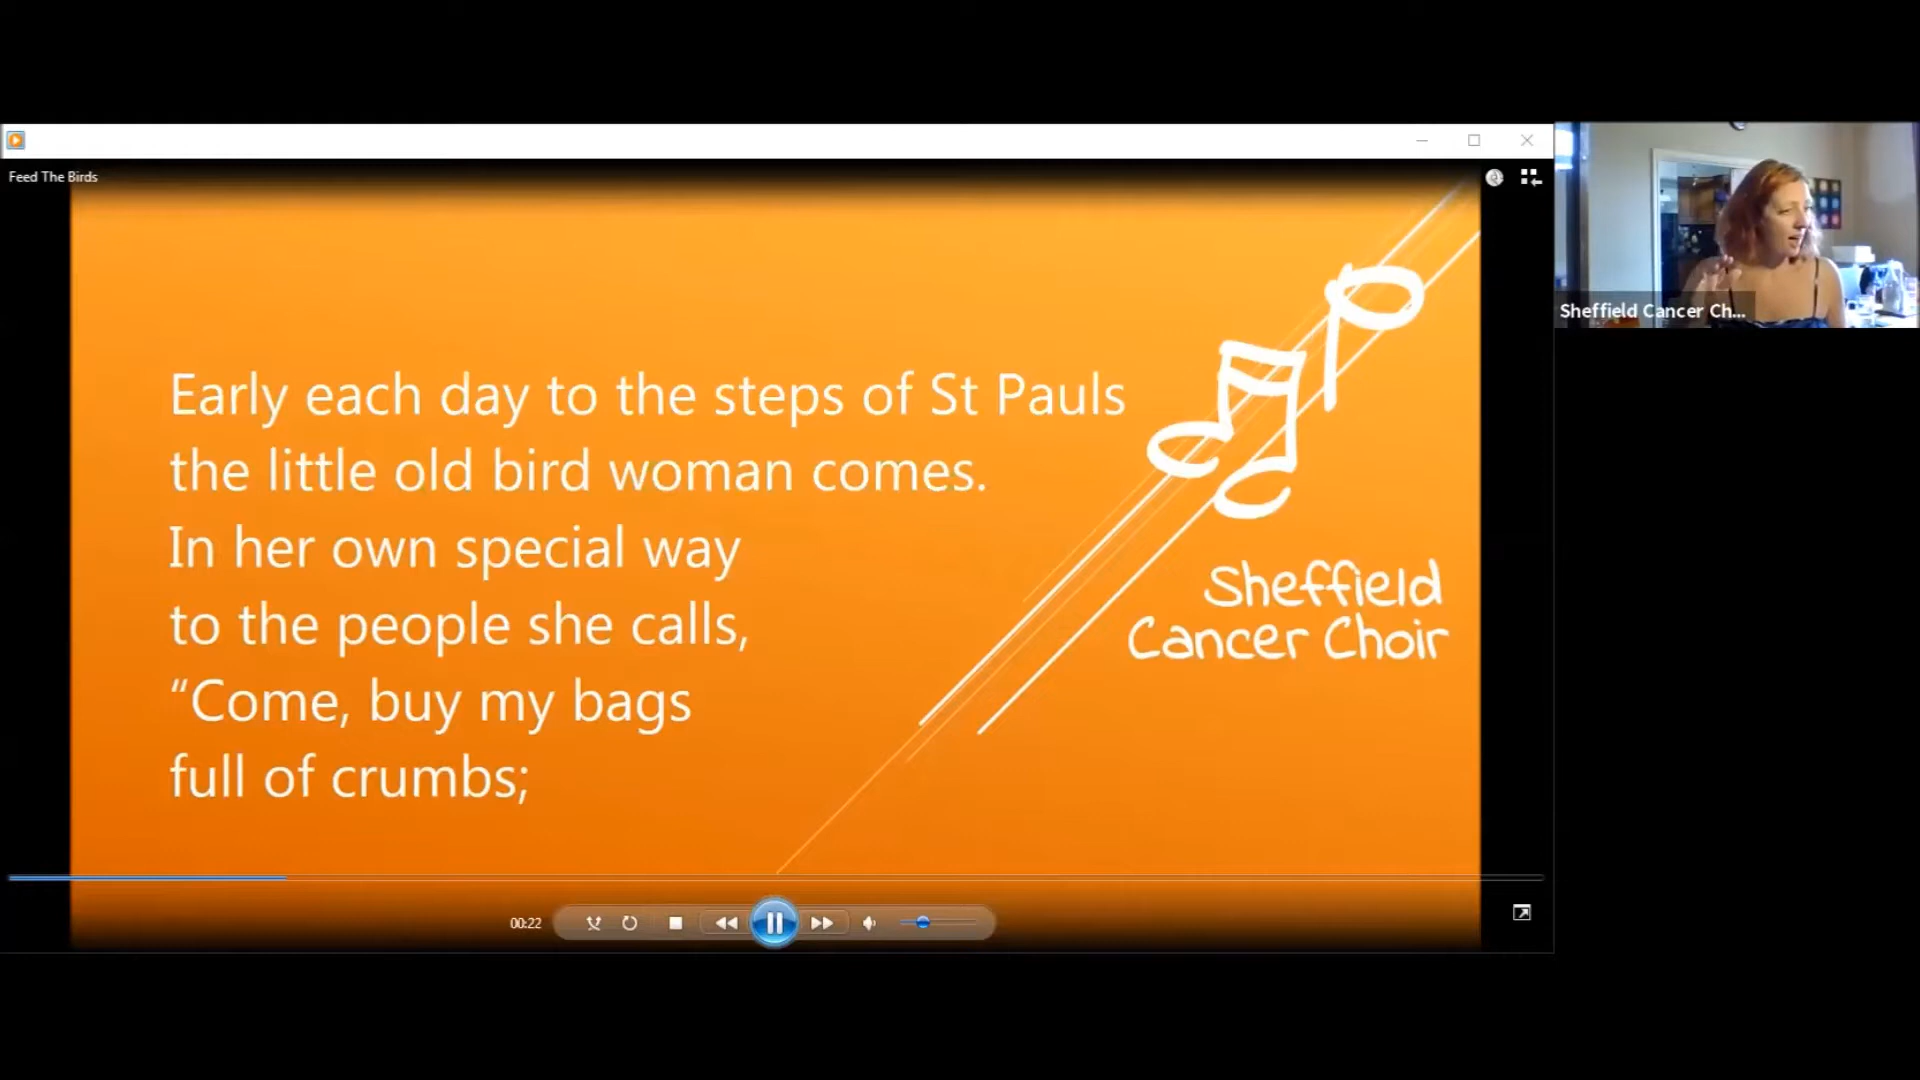 Feed The Birds
Early each day to the steps of St Pauls
the little old bird woman comes.
In her own special way
to the people she calls,
“Come, buy my bags
full of crumbs;
Sheffield
Cancer Choir
Sheffield Cancer Ch...
00:22